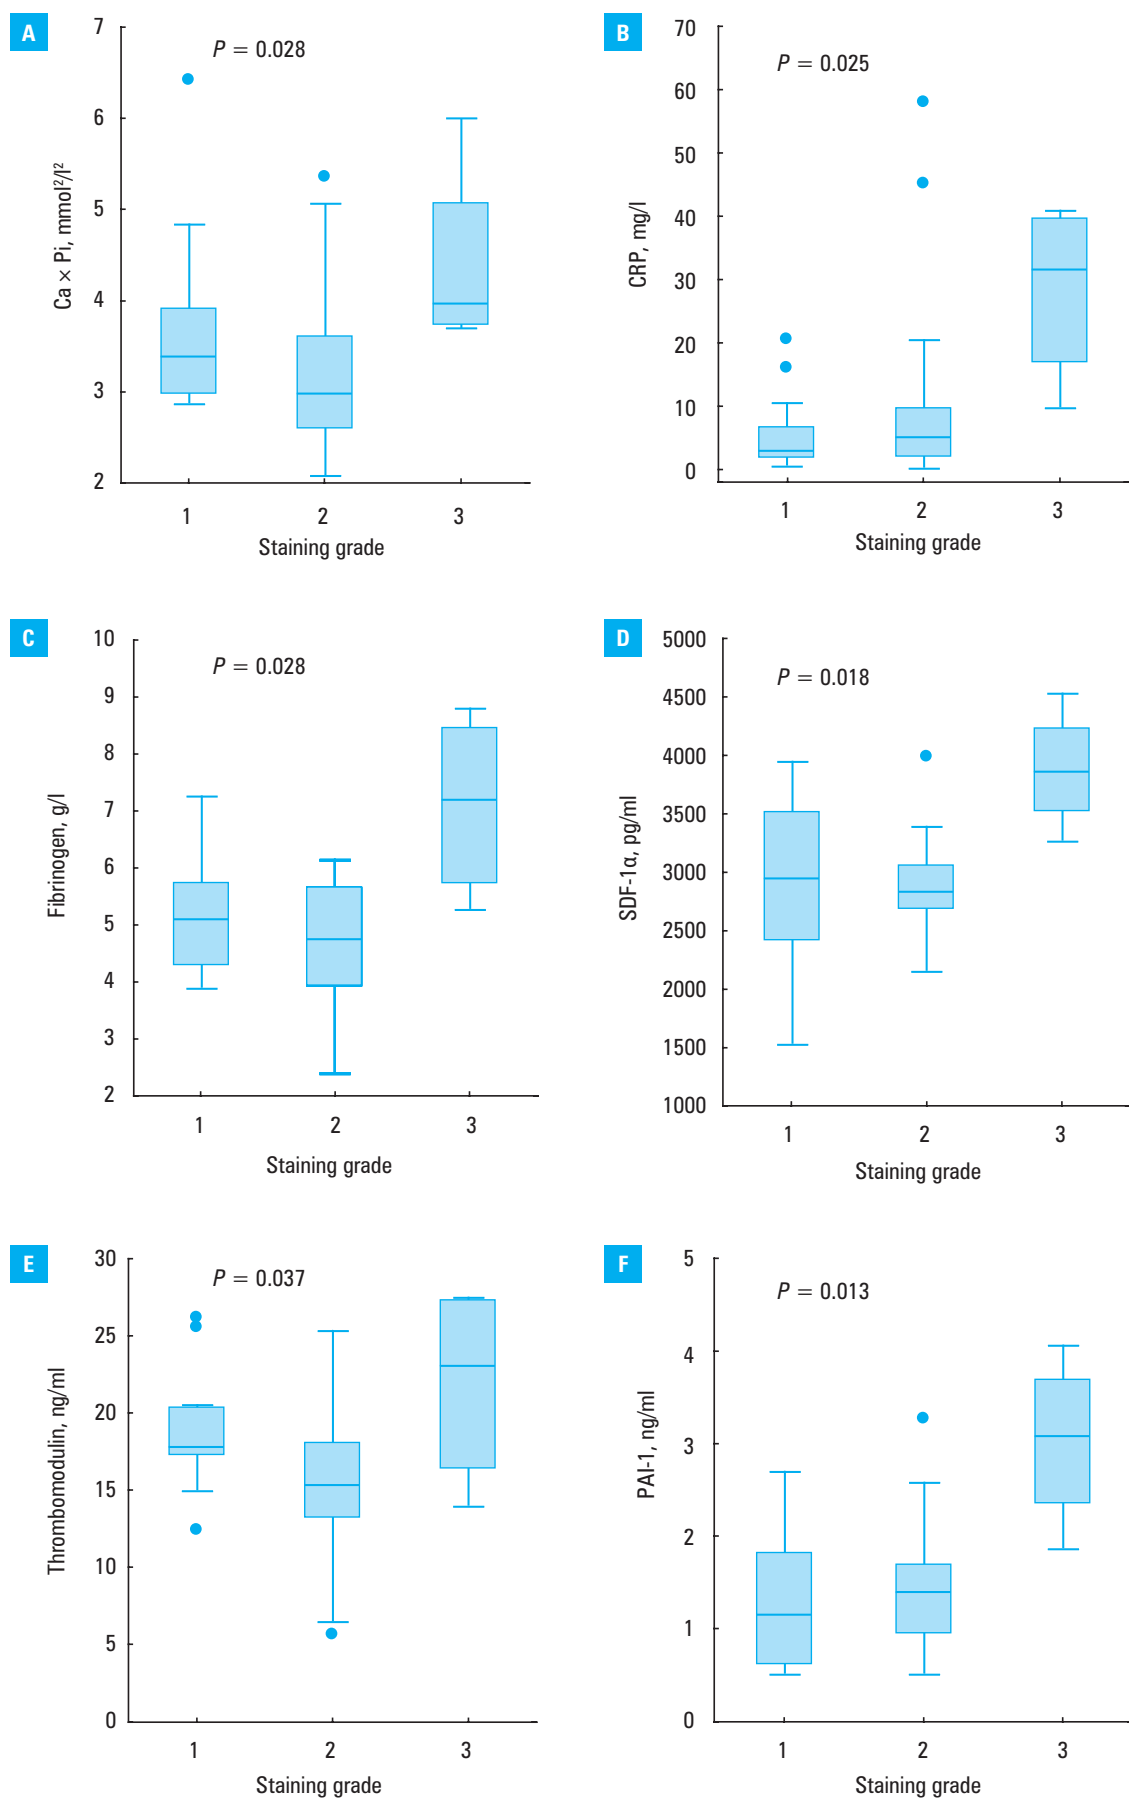 A
P = 0.028
7
6
5
4
3
2
Ca × Pi, mmol²/l²
1 2 3
Staining grade
B
P = 0.025
70
60
50
40
30
20
10
0
CRP, mg/l
1 2 3
Staining grade
C
P = 0.028
10
9
8
7
6
5
4
3
2
Fibrinogen, g/l
1 2 3
Staining grade
D
P = 0.018
5000
4500
4000
3500
3000
2500
2000
1500
1000
SDF-1α, pg/ml
1 2 3
Staining grade
E
P = 0.037
30
25
20
15
10
5
0
Thrombomodulin, ng/ml
1 2 3
Staining grade
F
P = 0.013
5
4
3
2
1
0
PAI-1, ng/ml
1 2 3
Staining grade